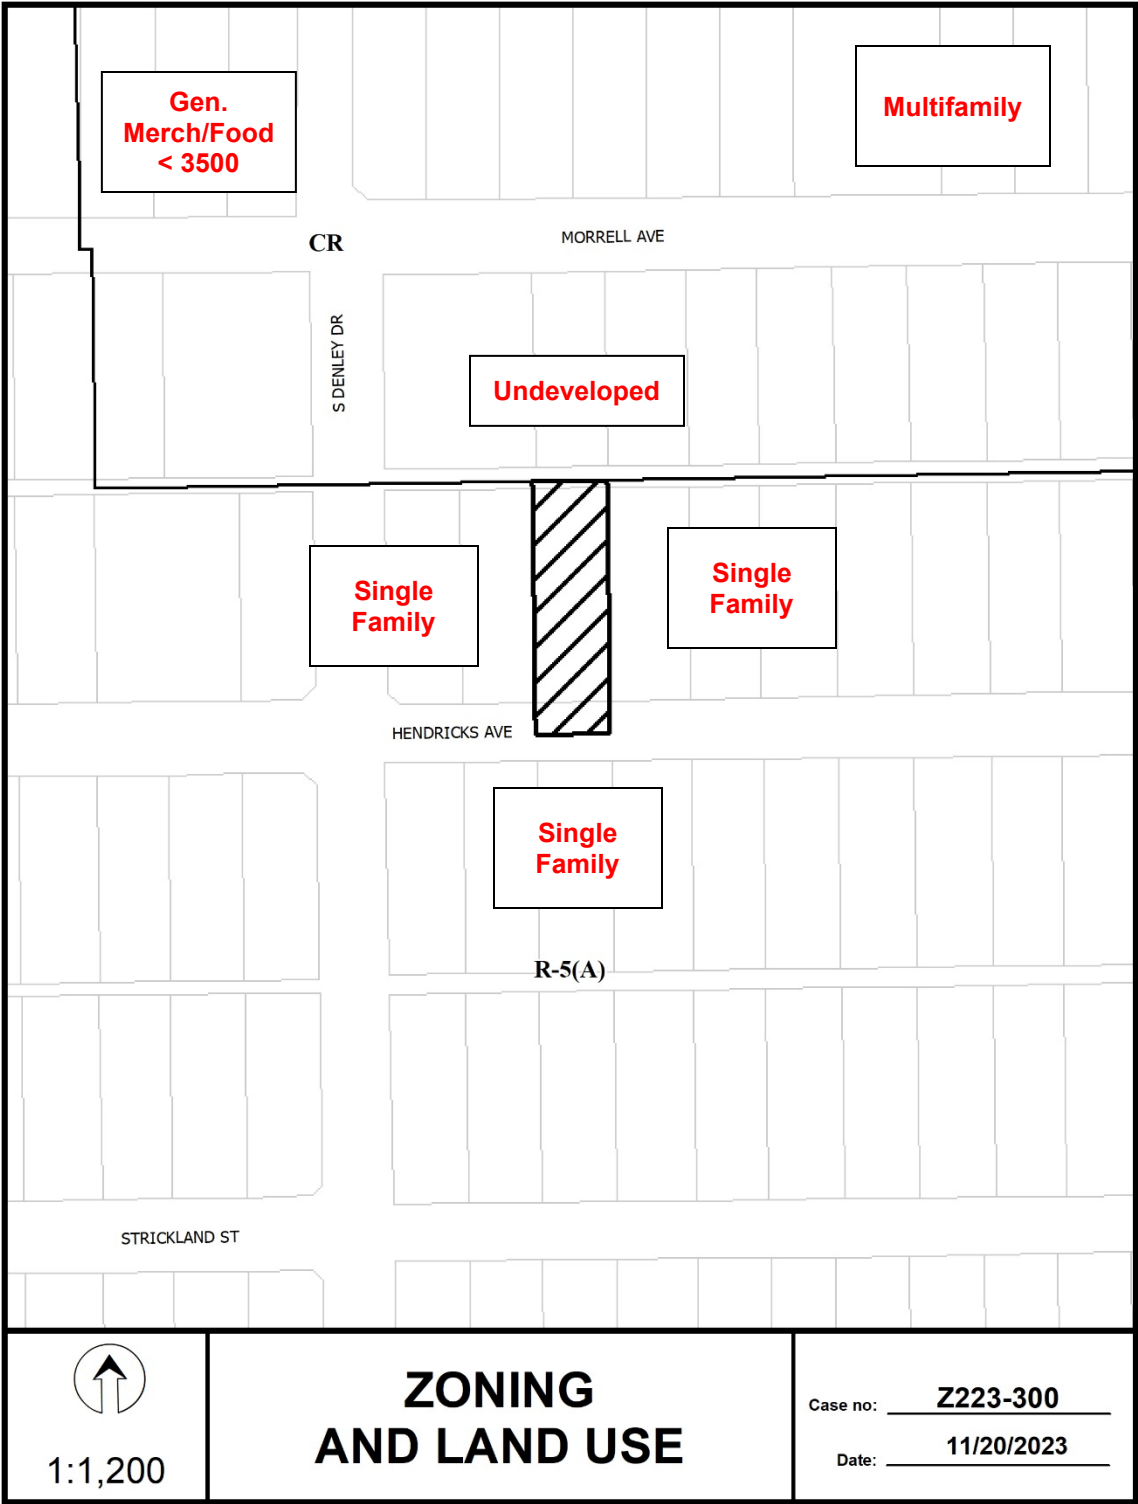 Gen.
Merch/Food
< 3500
Multifamily
CR
MORRELL AVE
S DENLEY DR
Undeveloped
Single
Family
Single
Family
HENDRICKS AVE
Single
Family
R-5(A)
STRICKLAND ST
1:1,200
ZONING
AND LAND USE
Case no: Z223-300
Date: 11/20/2023